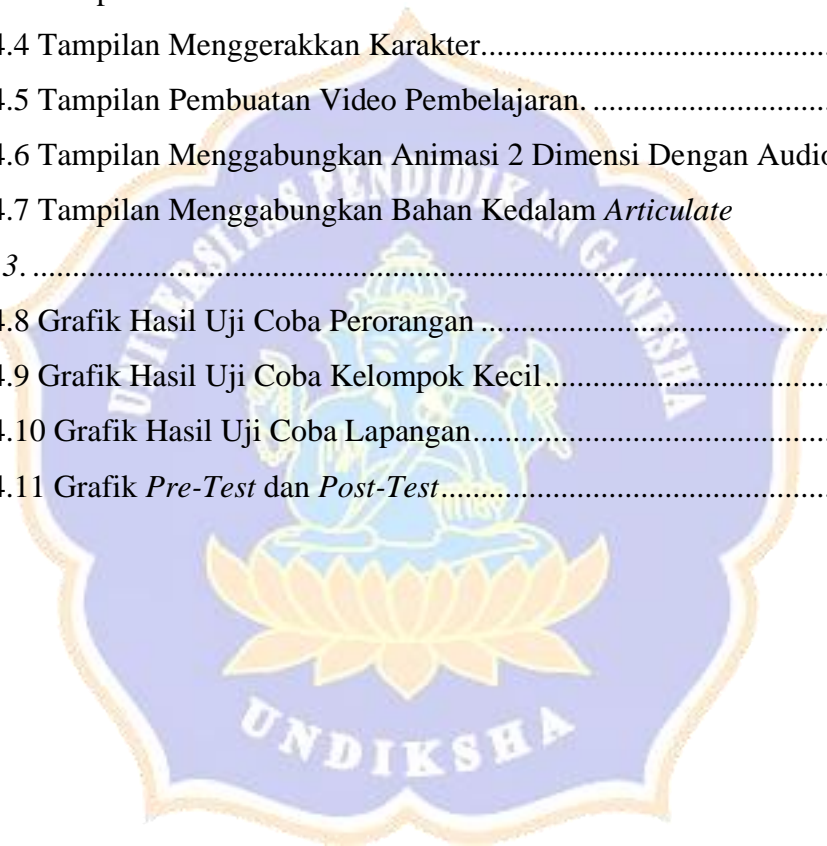 4.4 Tampilan Menggerakkan Karakter..............................................................
4.5 Tampilan Pembuatan Video Pembelajaran. ..........................................
4.6 Tampilan Menggabungkan Animasi 2 Dimensi Dengan Audio
4.7 Tampilan Menggabungkan Bahan Kedalam Articulate
3. ..............................................................................................................
4.8 Grafik Hasil Uji Coba Perorangan ..........................................................
4.9 Grafik Hasil Uji Coba Kelompok Kecil..................................................
4.10 Grafik Hasil Uji Coba Lapangan............................................................
4.11 Grafik Pre-Test dan Post-Test................................................................
UNIVERSITAS PENDIDIKAN GANESHA
UNDIKSHA